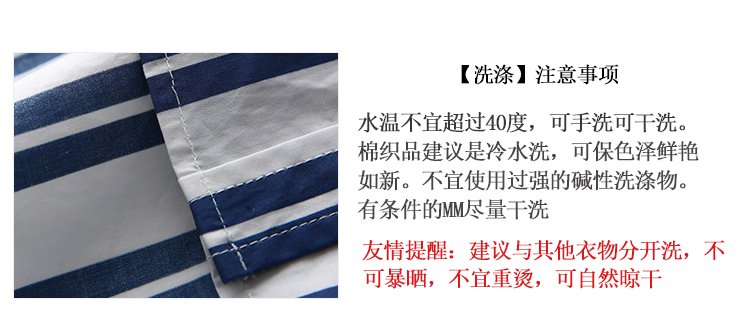 【洗涤】注意事项
水温不宜超过40度，可手洗可干洗。
棉织品建议是冷水洗，可保色泽鲜艳
如新。不宜使用过强的碱性洗涤物。
有条件的MM尽量干洗
友情提醒：建议与其他衣物分开洗，不
可暴晒，不宜重烫，可自然晾干